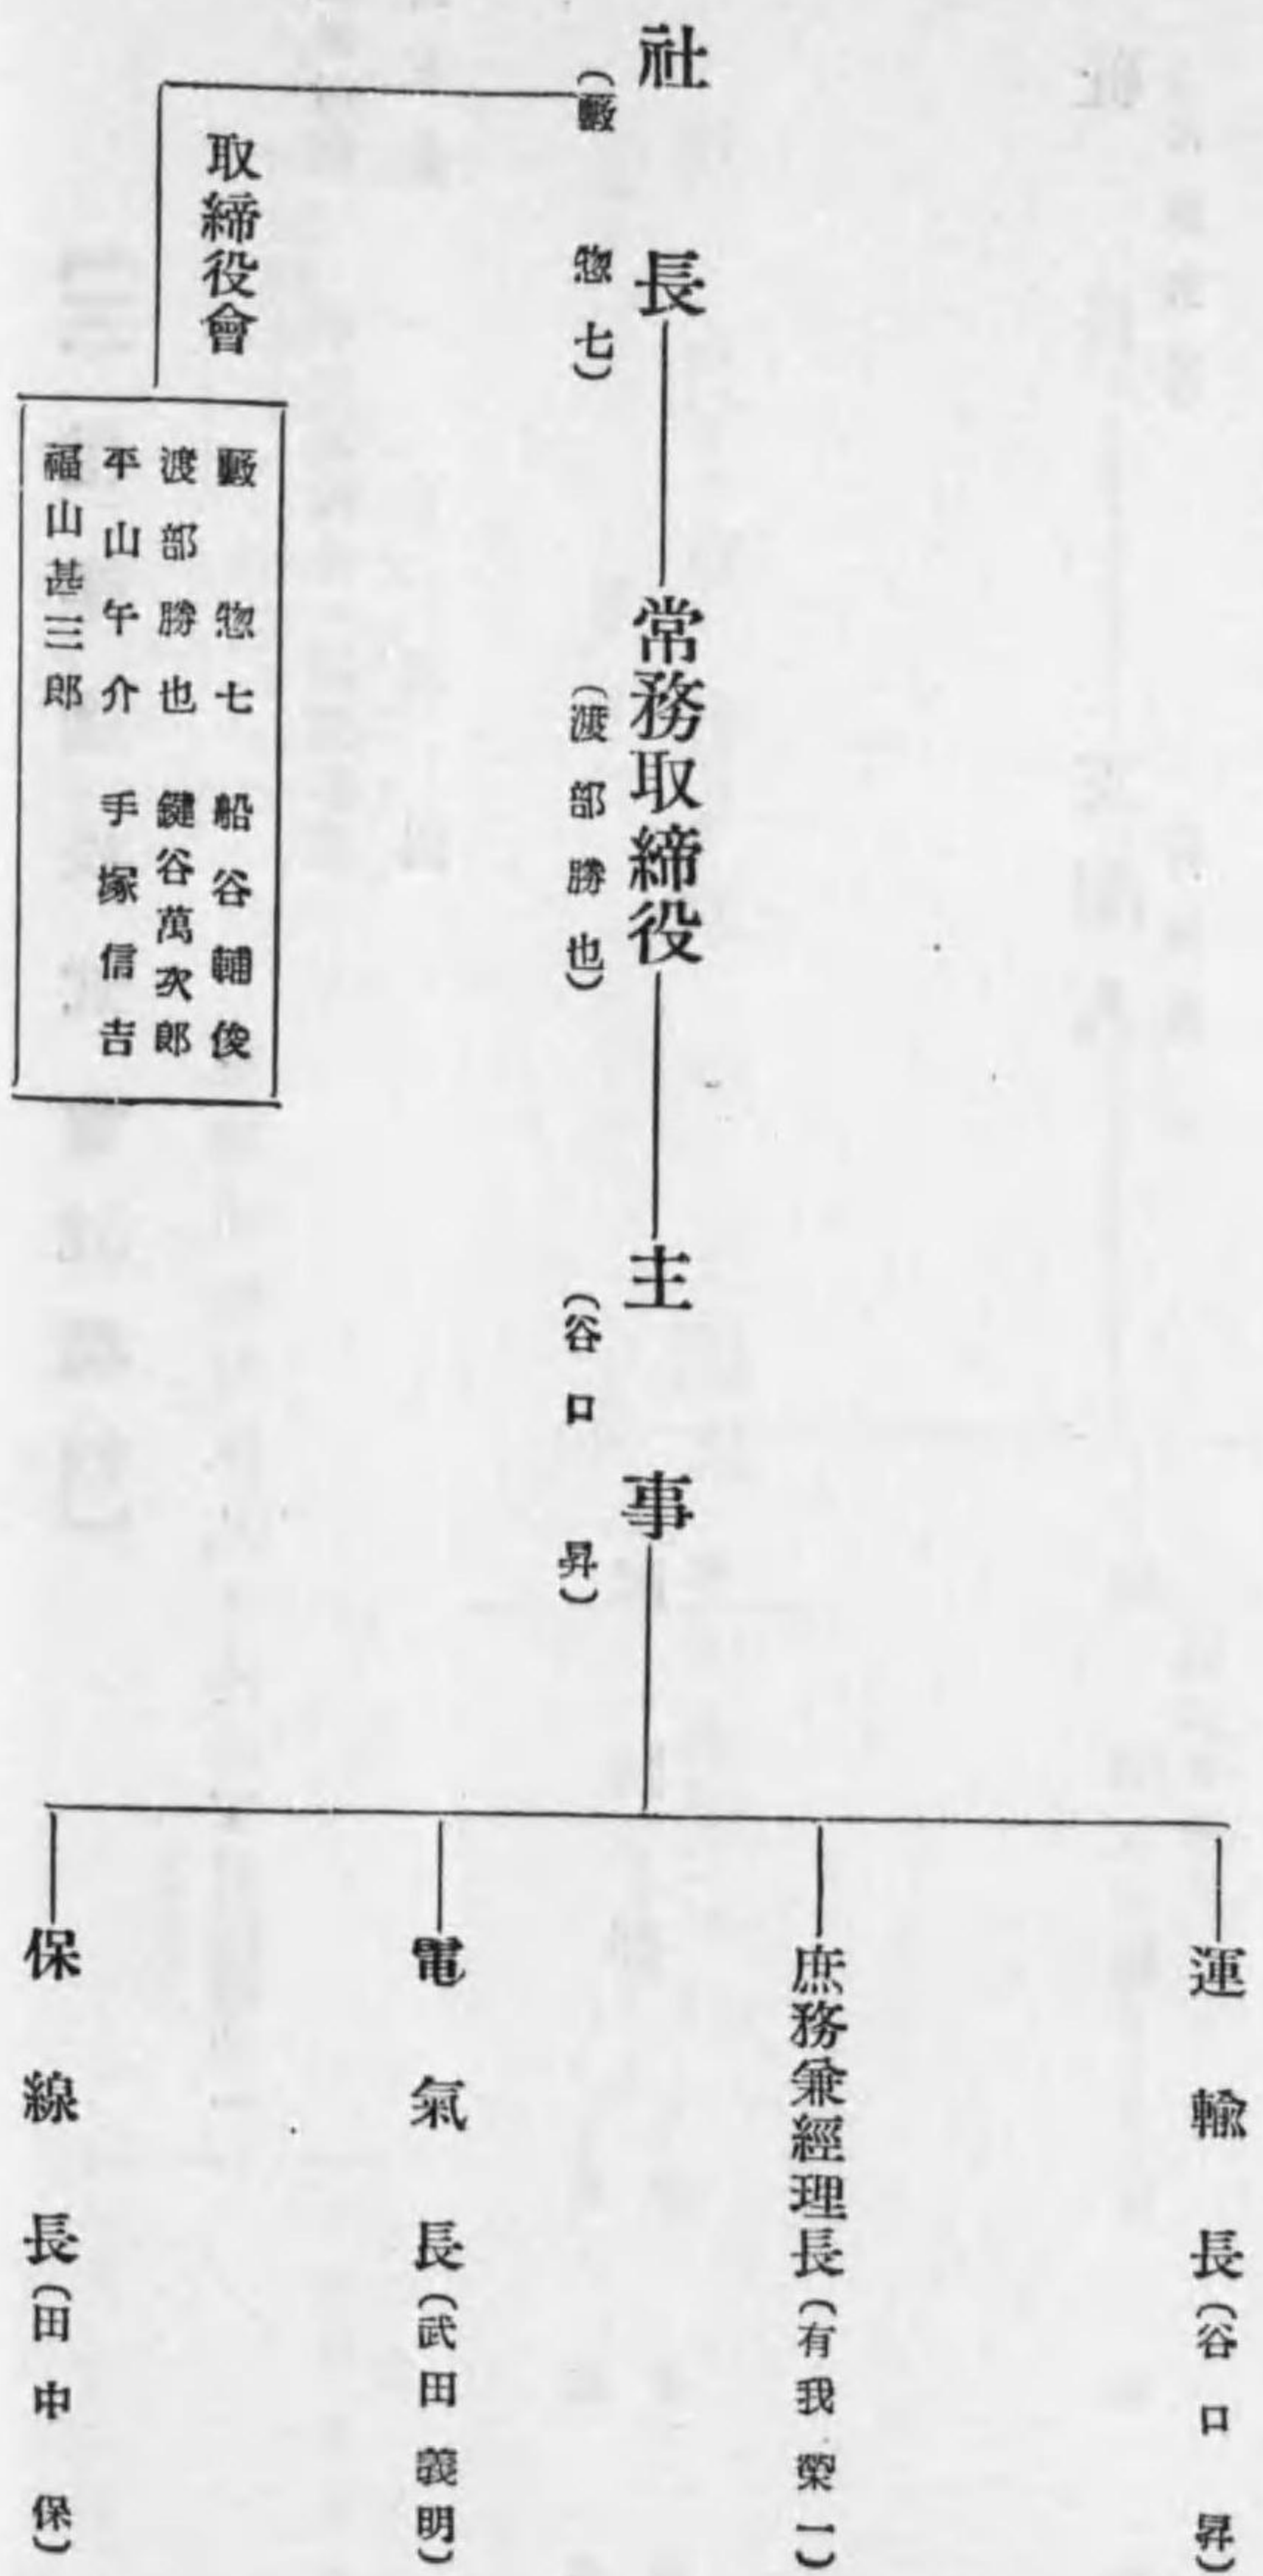 社長
(藪惣七)
常務取締役
(渡部勝也)
主事
(谷口昇)
運輸長(谷口昇)
庶務兼經理長(有我榮一)
電氣長(武田義明)
保線長(田中保)
取締役會
藪惣七 船谷輔俊
渡部勝也 鍵谷萬次郎
平山午介 手塚信吉
福山甚三郎